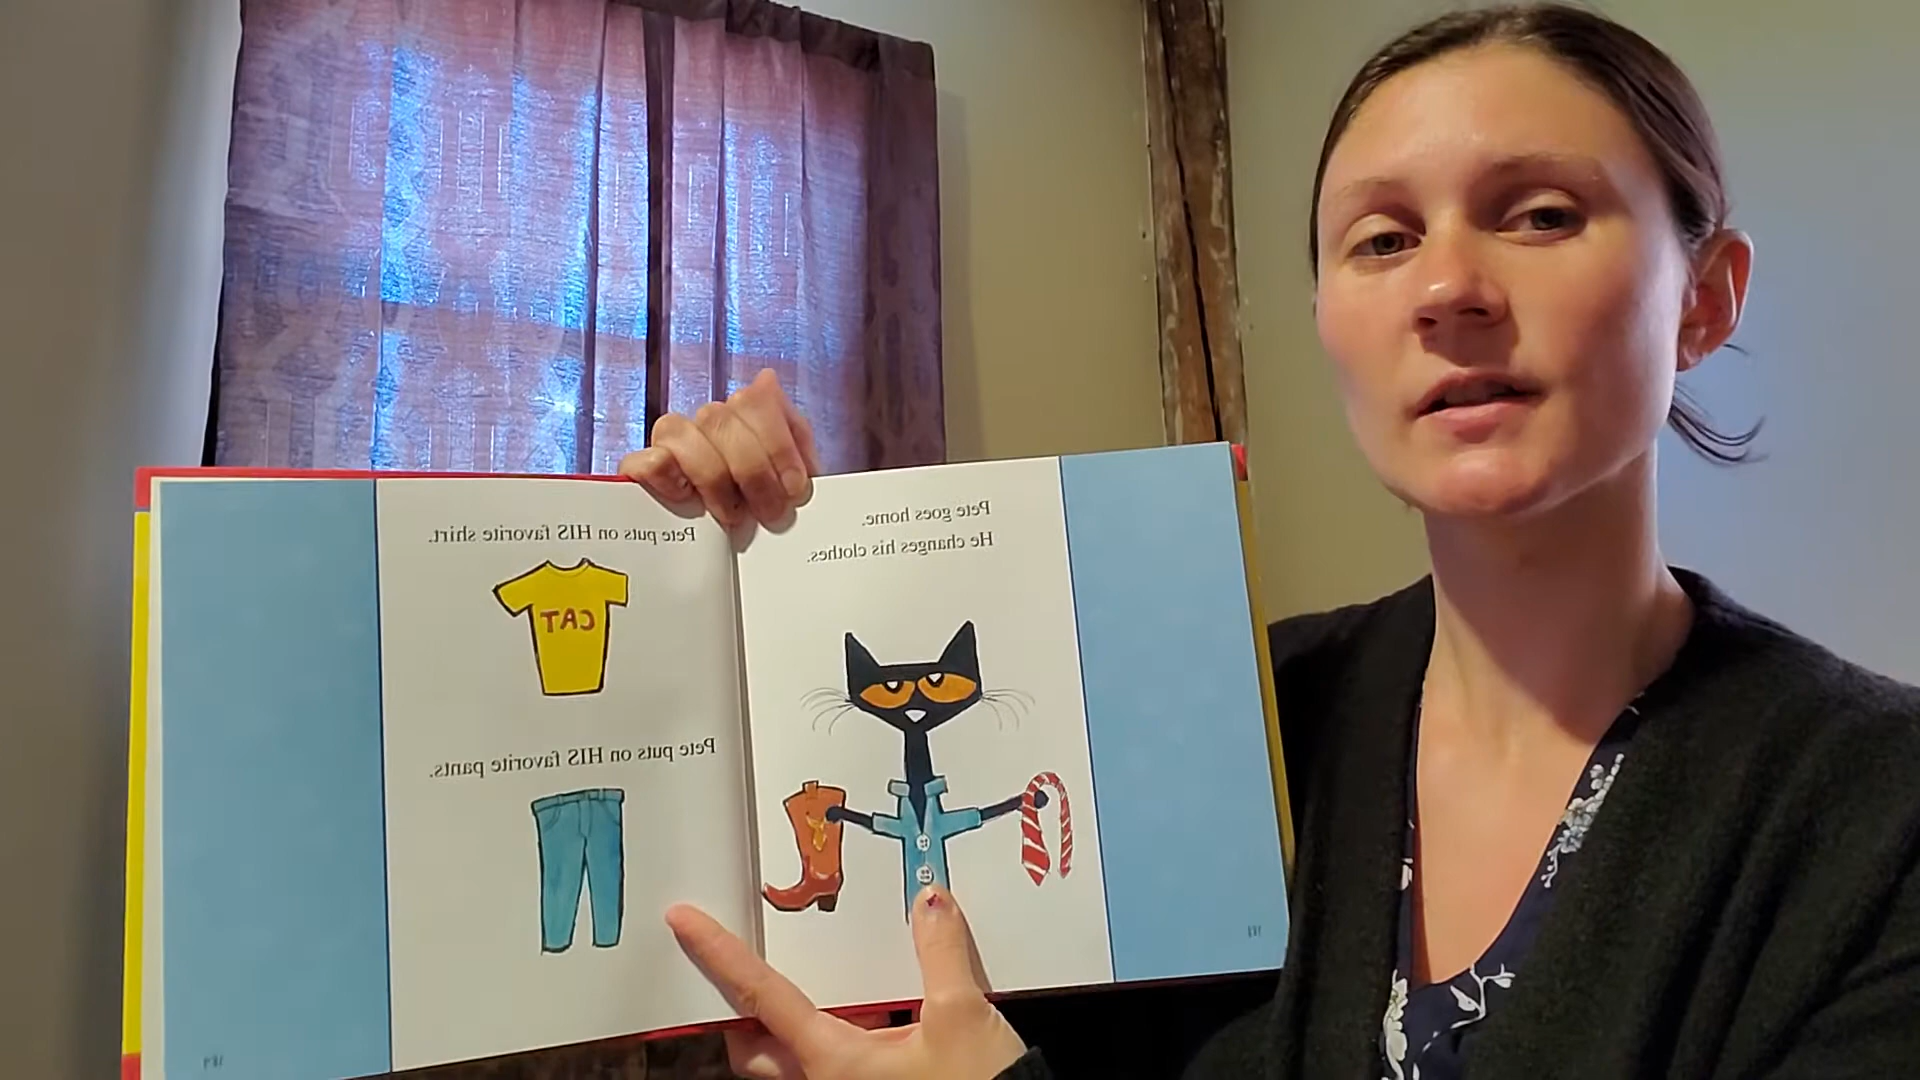 Pete goes home.
He changes his clothes.
Pete puts on HIS favorite shirt.
CAT
Pete puts on HIS favorite pants.